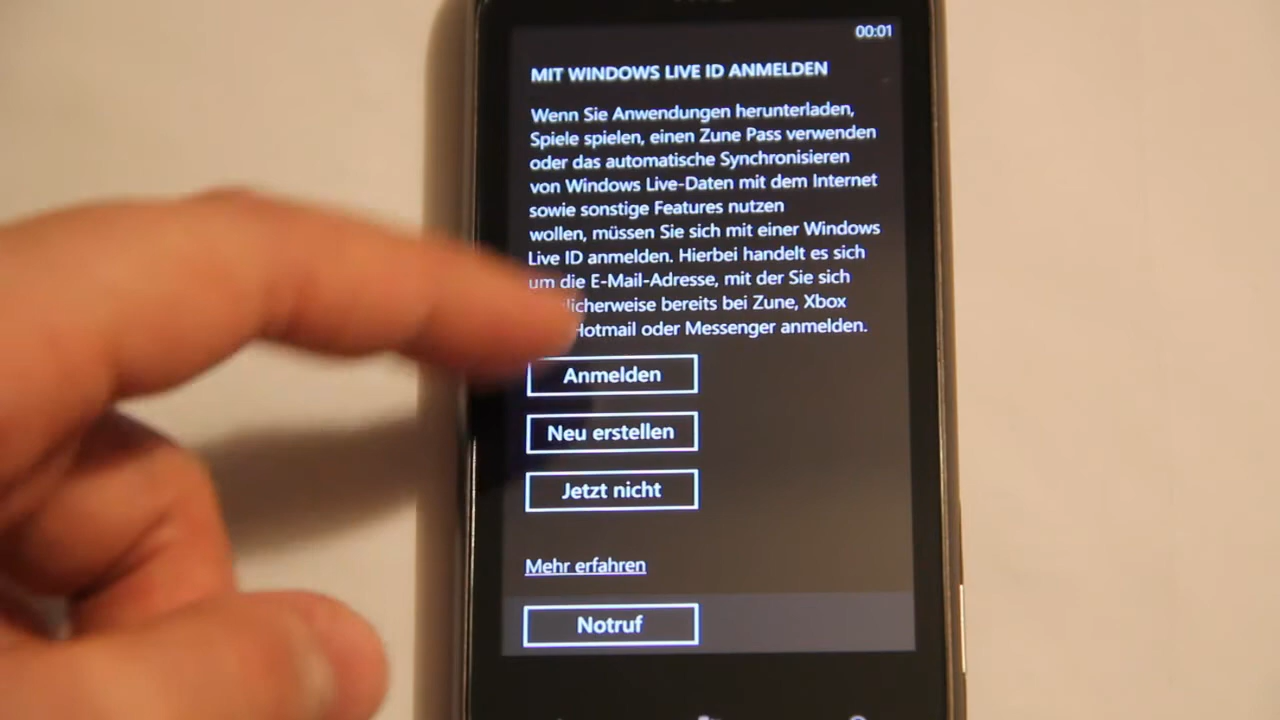 00:01
MIT WINDOWS LIVE ID ANMELDEN
Wenn Sie Anwendungen herunterladen,
Spiele spielen, einen Zune Pass verwenden
oder das automatische Synchronisieren
von Windows Live-Daten mit dem Internet
sowie sonstige Features nutzen
wollen, müssen Sie sich mit einer Windows
Live ID anmelden. Hierbei handelt es sich
um die E-Mail-Adresse, mit der Sie sich
bereits bei Zune, Xbox
Hotmail oder Messenger anmelden.
Anmelden
Neu erstellen
Jetzt nicht
Mehr erfahren
Notruf